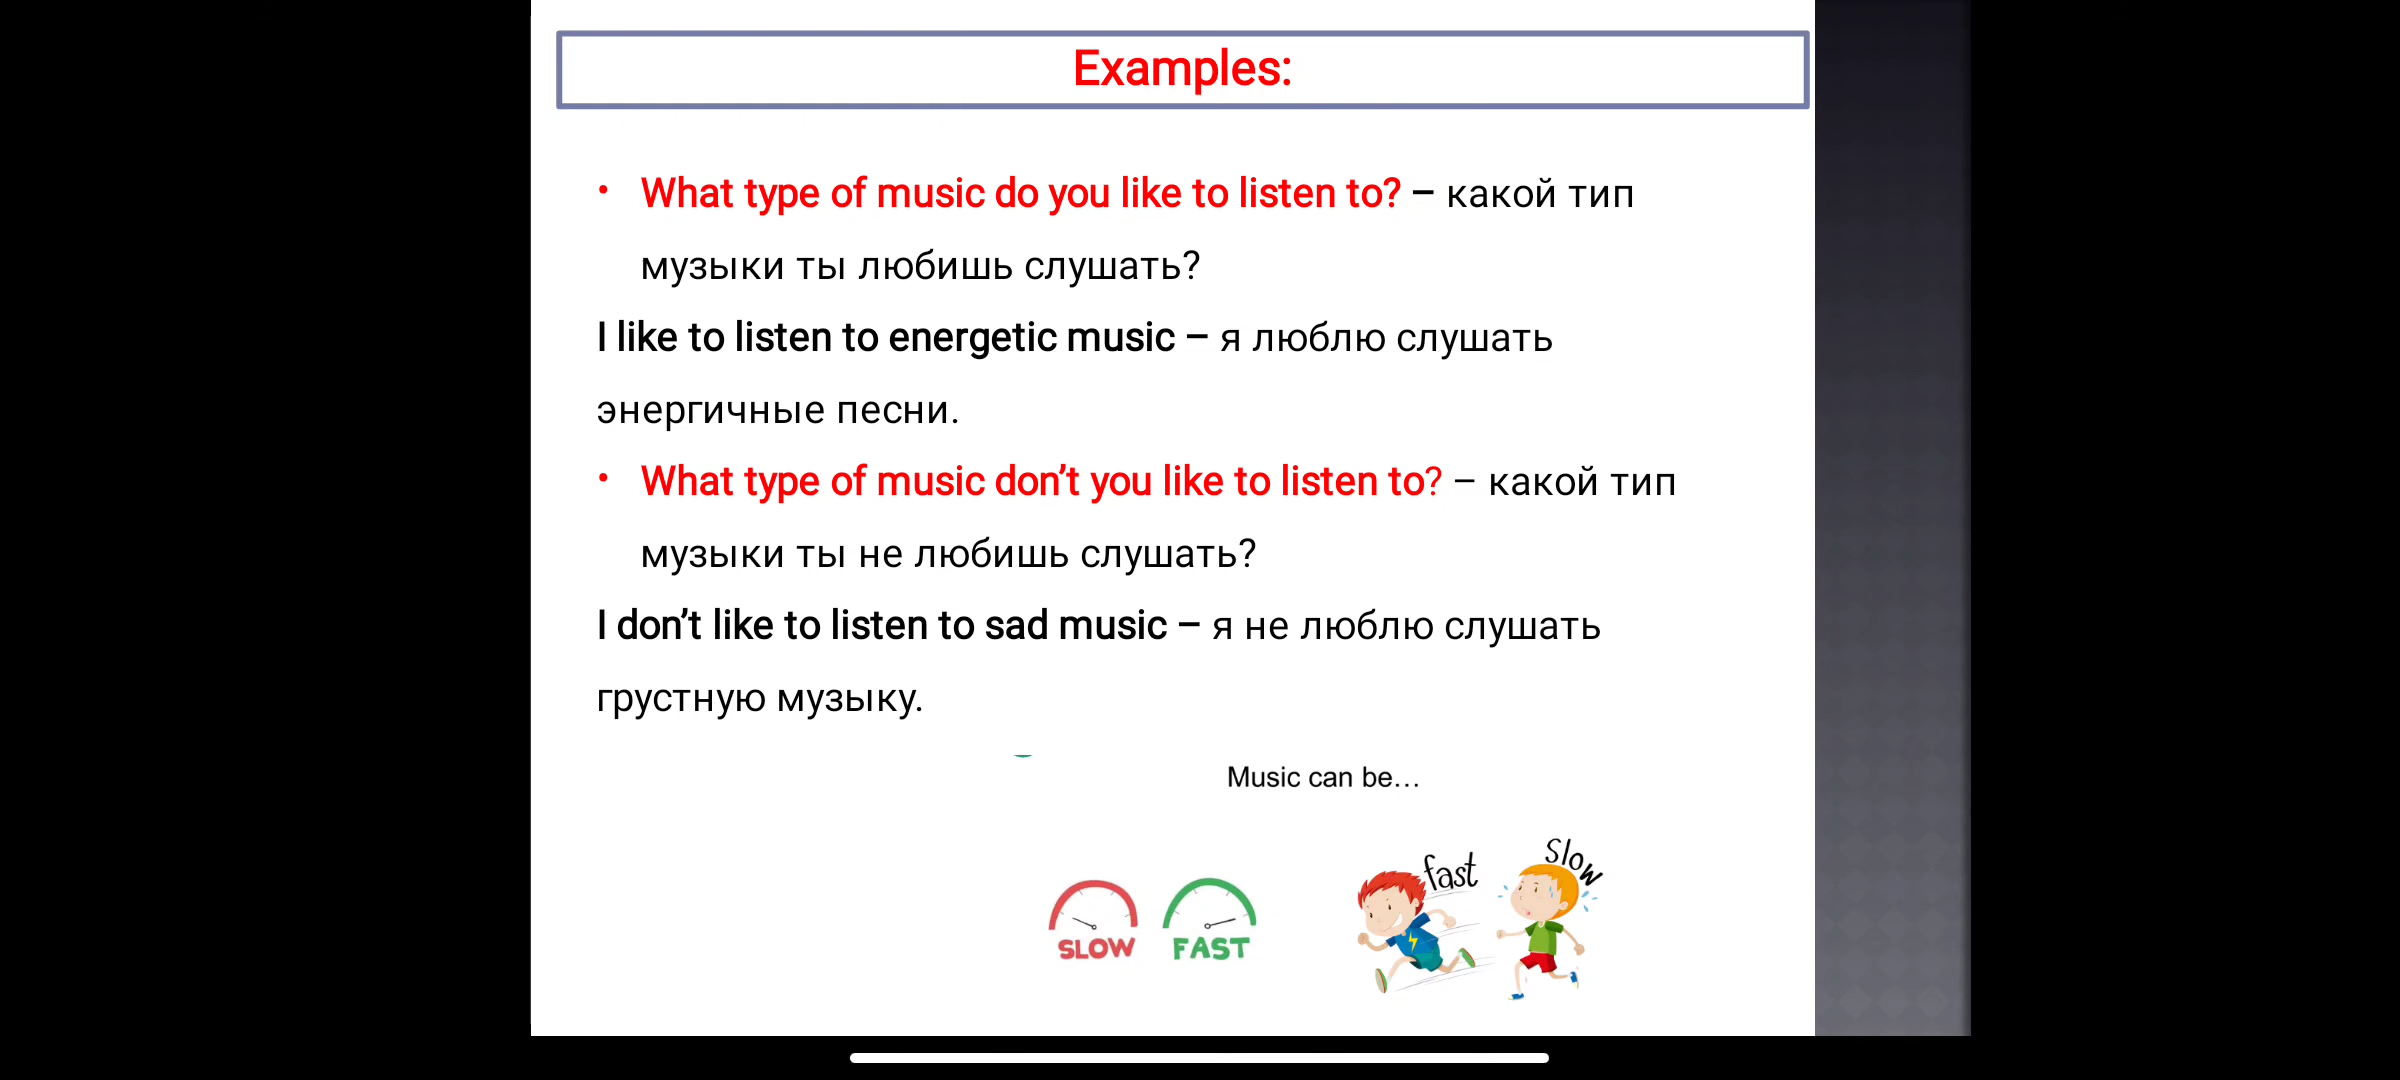 Examples:
• What type of music do you like to listen to? – какой тип
музыки ты любишь слушать?
I like to listen to energetic music – я люблю слушать
энергичные песни.
• What type of music don’t you like to listen to? – какой тип
музыки ты не любишь слушать?
I don’t like to listen to sad music – я не люблю слушать
грустную музыку.
Music can be…
fast Slow
SLOW FAST